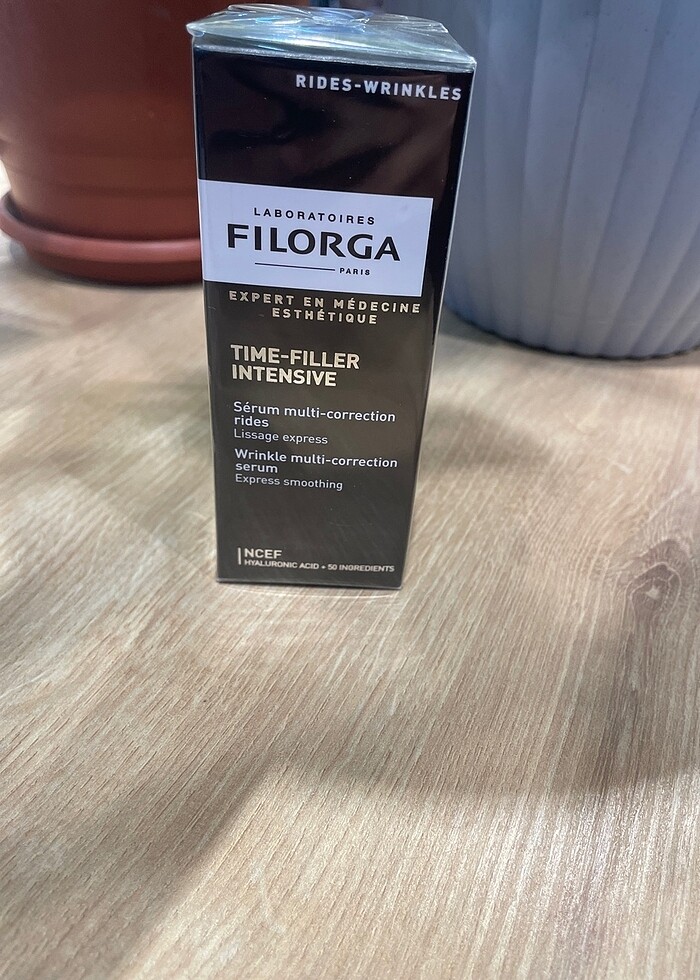 RIDES-WRINKLES
LABORATOIRES
FILORGA
PARIS
EXPERT EN MÉDECINE
ESTHÉTIQUE
TIME-FILLER
INTENSIVE
Sérum multi-correction
rides
Lissage express
Wrinkle multi-correction
serum
Express smoothing
NCEF
HYALURONIC ACID + 50 INGREDIENTS